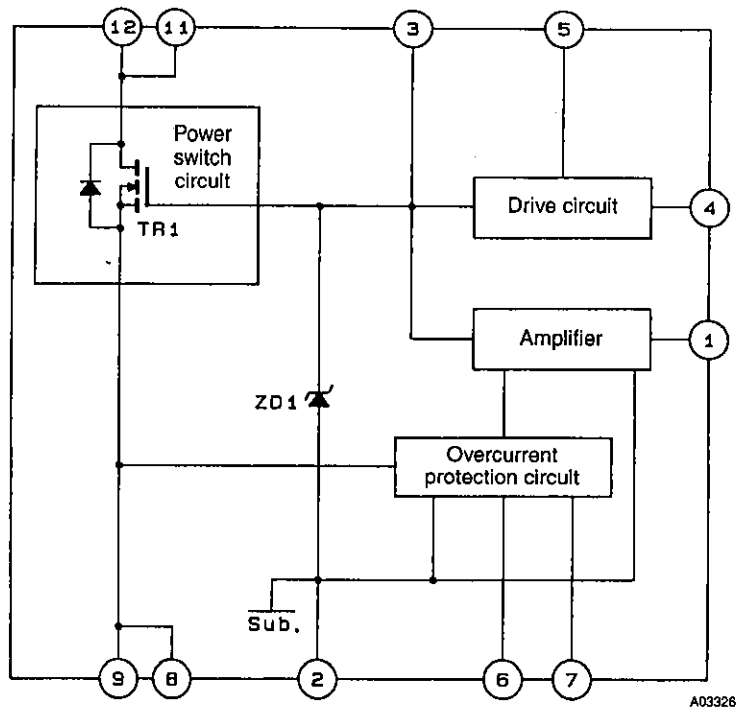 12 11 3 5
Power
switch
circuit
TR1
Drive circuit
4
Amplifier
1
ZD1
Overcurrent
protection circuit
Sub.
9 8 2 6 7
A03326